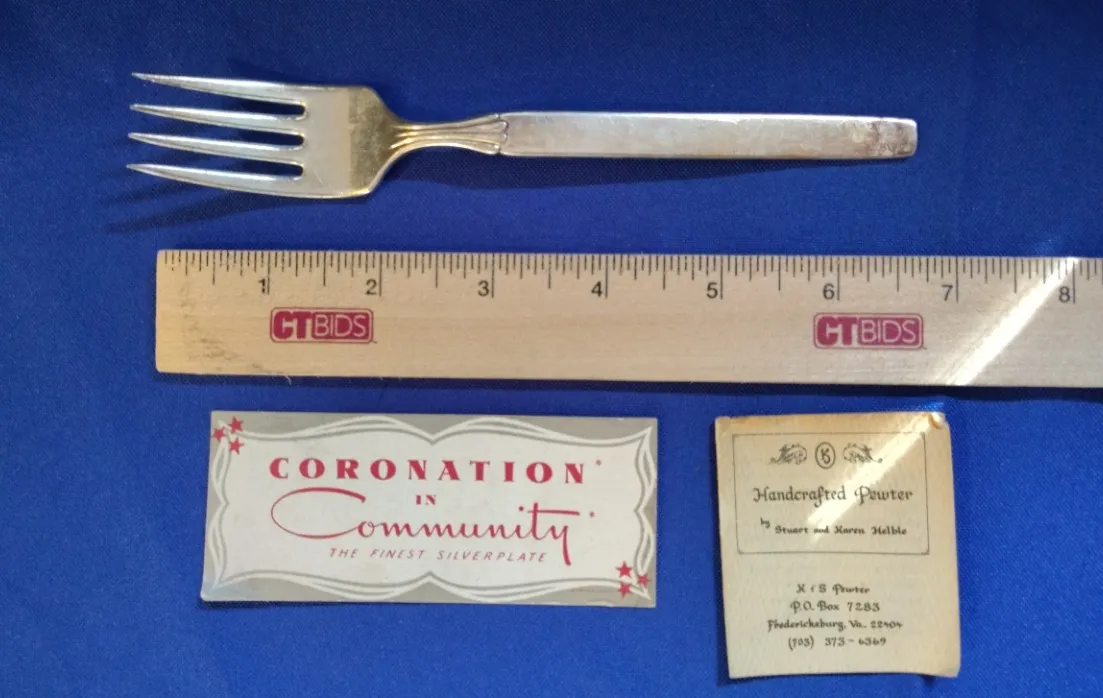 1 2 3 4 5 6 7 8
CTBIDS CTBIDS
CORONATION
IN
Community
THE FINEST SILVERPLATE
Handcrafted Pewter
by Stuart and Karen Helble
K & S Pewter
P.O. Box 7283
Fredericksburg, Va. 22404
(703) 373-6369